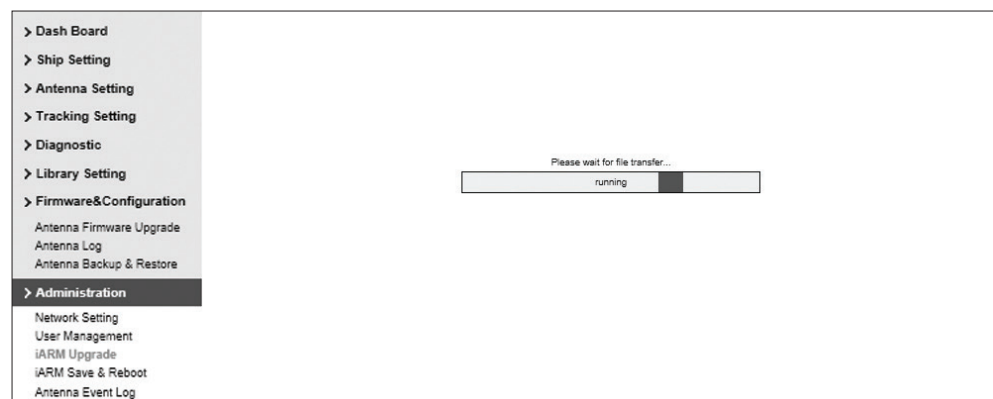 > Dash Board
> Ship Setting
> Antenna Setting
> Tracking Setting
> Diagnostic
> Library Setting
> Firmware&Configuration
Antenna Firmware Upgrade
Antenna Log
Antenna Backup & Restore
> Administration
Network Setting
User Management
iARM Upgrade
iARM Save & Reboot
Antenna Event Log
Please wait for file transfer...
running